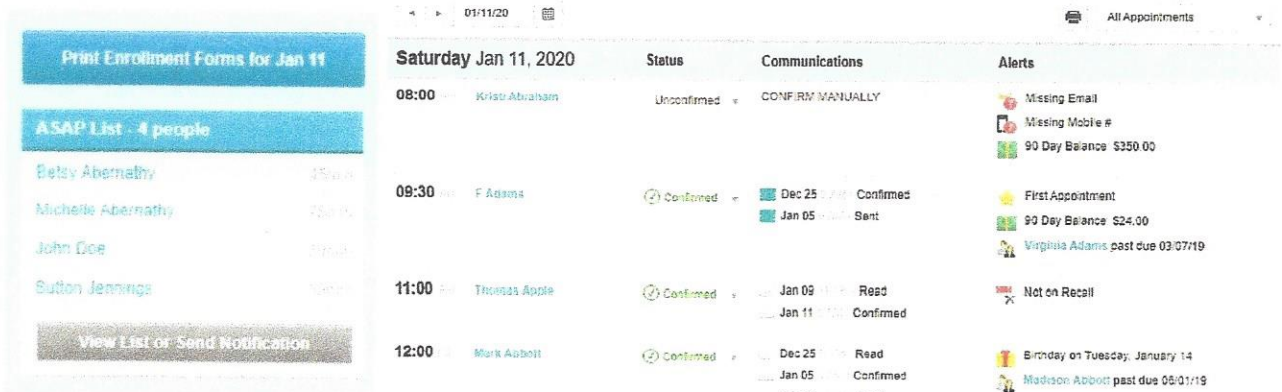 Print Enrollment Forms for Jan 11
ASAP List - 4 people
Betsy Abernathy
Michelle Abernathy
John Doe
Sutton Jennings
View List or Send Notification
01/11/20 All Appointments
Saturday Jan 11, 2020 Status Communications Alerts
08:00 Kristi Abraham Unconfirmed CONFIRM MANUALLY Missing Email
Missing Mobile #
90 Day Balance $350.00
09:30 F Adams Confirmed Dec 25 Confirmed First Appointment
Jan 05 Sent 90 Day Balance $24.00
Virginia Adams past due 03/07/19
11:00 Thomas Apple Confirmed Jan 09 Read Not on Recall
Jan 11 Confirmed
12:00 Mark Abbott Confirmed Dec 25 Read Birthday on Tuesday, January 14
Jan 05 Confirmed Madison Abbott past due 06/01/19